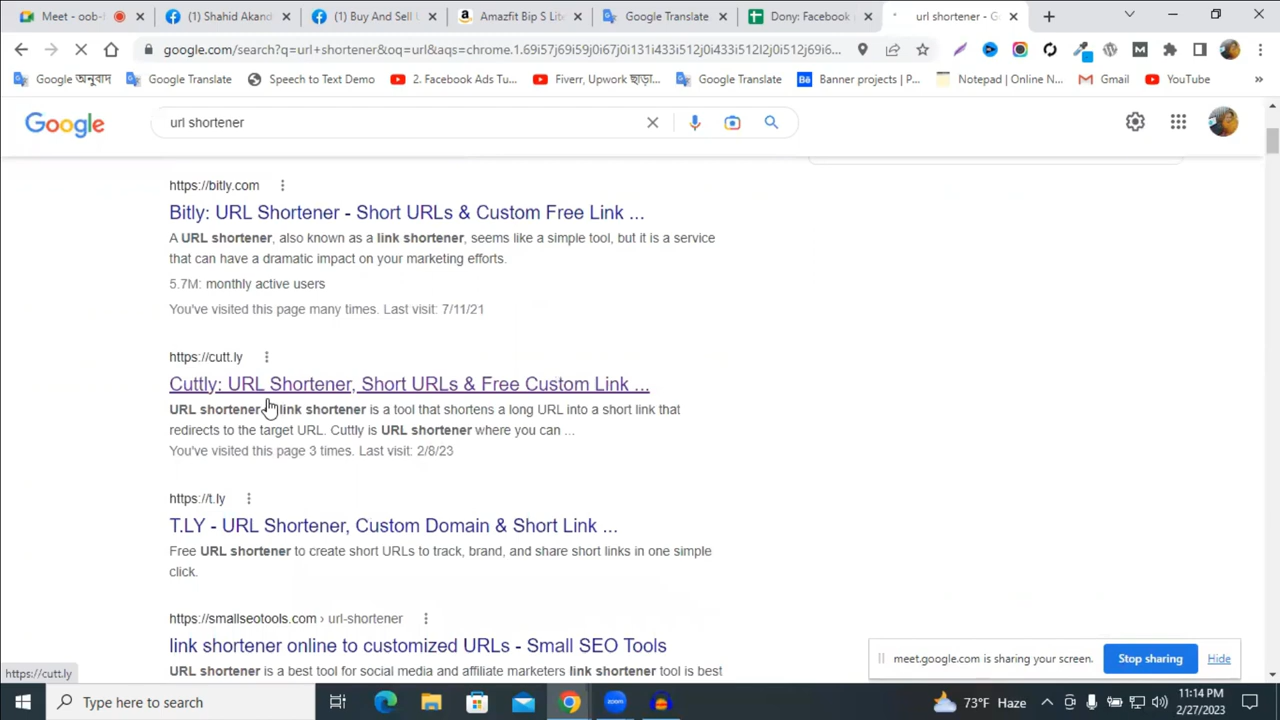 Meet - oob-
(1) Shahid Akand
(1) Buy And Sell
Amazfit Bip S Lite
Google Translate
Dony: Facebook
url shortener - G
google.com/search?q=url+shortener&oq=url&aqs=chrome.1.69i57j69i59j0i67j0i131i433i512j0i433i512l2j0i512j69i6...
Google অনুবাদ
Google Translate
Speech to Text Demo
2. Facebook Ads Tu...
Fiverr, Upwork ছাড়া...
Google Translate
Banner projects | P...
Notepad | Online N...
Gmail
YouTube
Google
url shortener
https://bitly.com
Bitly: URL Shortener - Short URLs & Custom Free Link ...
A URL shortener, also known as a link shortener, seems like a simple tool, but it is a service
that can have a dramatic impact on your marketing efforts.
5.7M: monthly active users
You've visited this page many times. Last visit: 7/11/21
https://cutt.ly
Cuttly: URL Shortener, Short URLs & Free Custom Link ...
URL shortener link shortener is a tool that shortens a long URL into a short link that
redirects to the target URL. Cuttly is URL shortener where you can ...
You've visited this page 3 times. Last visit: 2/8/23
https://t.ly
T.LY - URL Shortener, Custom Domain & Short Link ...
Free URL shortener to create short URLs to track, brand, and share short links in one simple
click.
https://smallseotools.com › url-shortener
link shortener online to customized URLs - Small SEO Tools
URL shortener is a best tool for social media and affiliate marketers link shortener tool is best
meet.google.com is sharing your screen.
Stop sharing
Hide
https://cutt.ly
Type here to search
zoom
73°F Haze
11:14 PM
2/27/2023